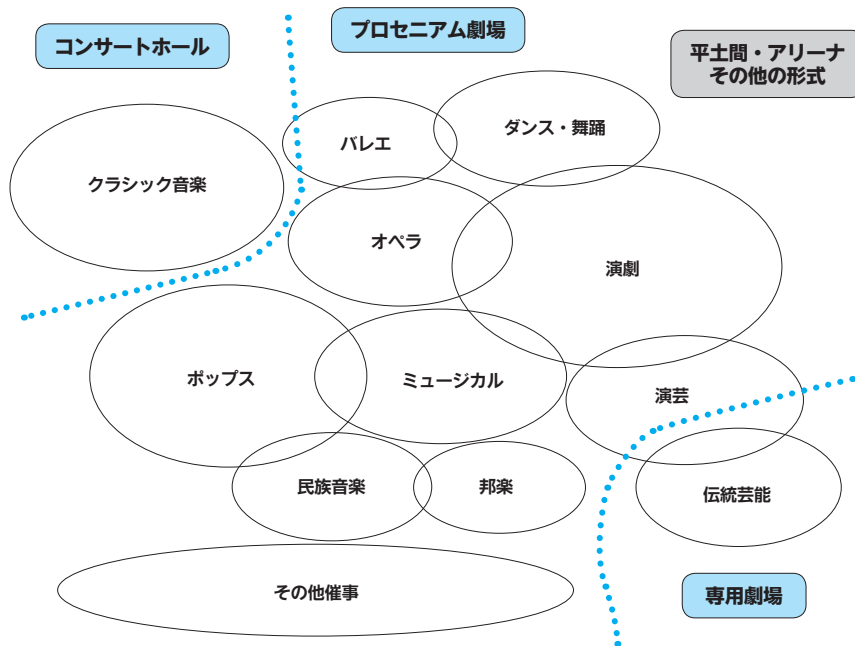 コンサートホール
プロセニアム劇場
平土間・アリーナ
その他の形式
クラシック音楽
バレエ
ダンス・舞踊
オペラ
演劇
ポップス
ミュージカル
演芸
民族音楽
邦楽
伝統芸能
その他催事
専用劇場